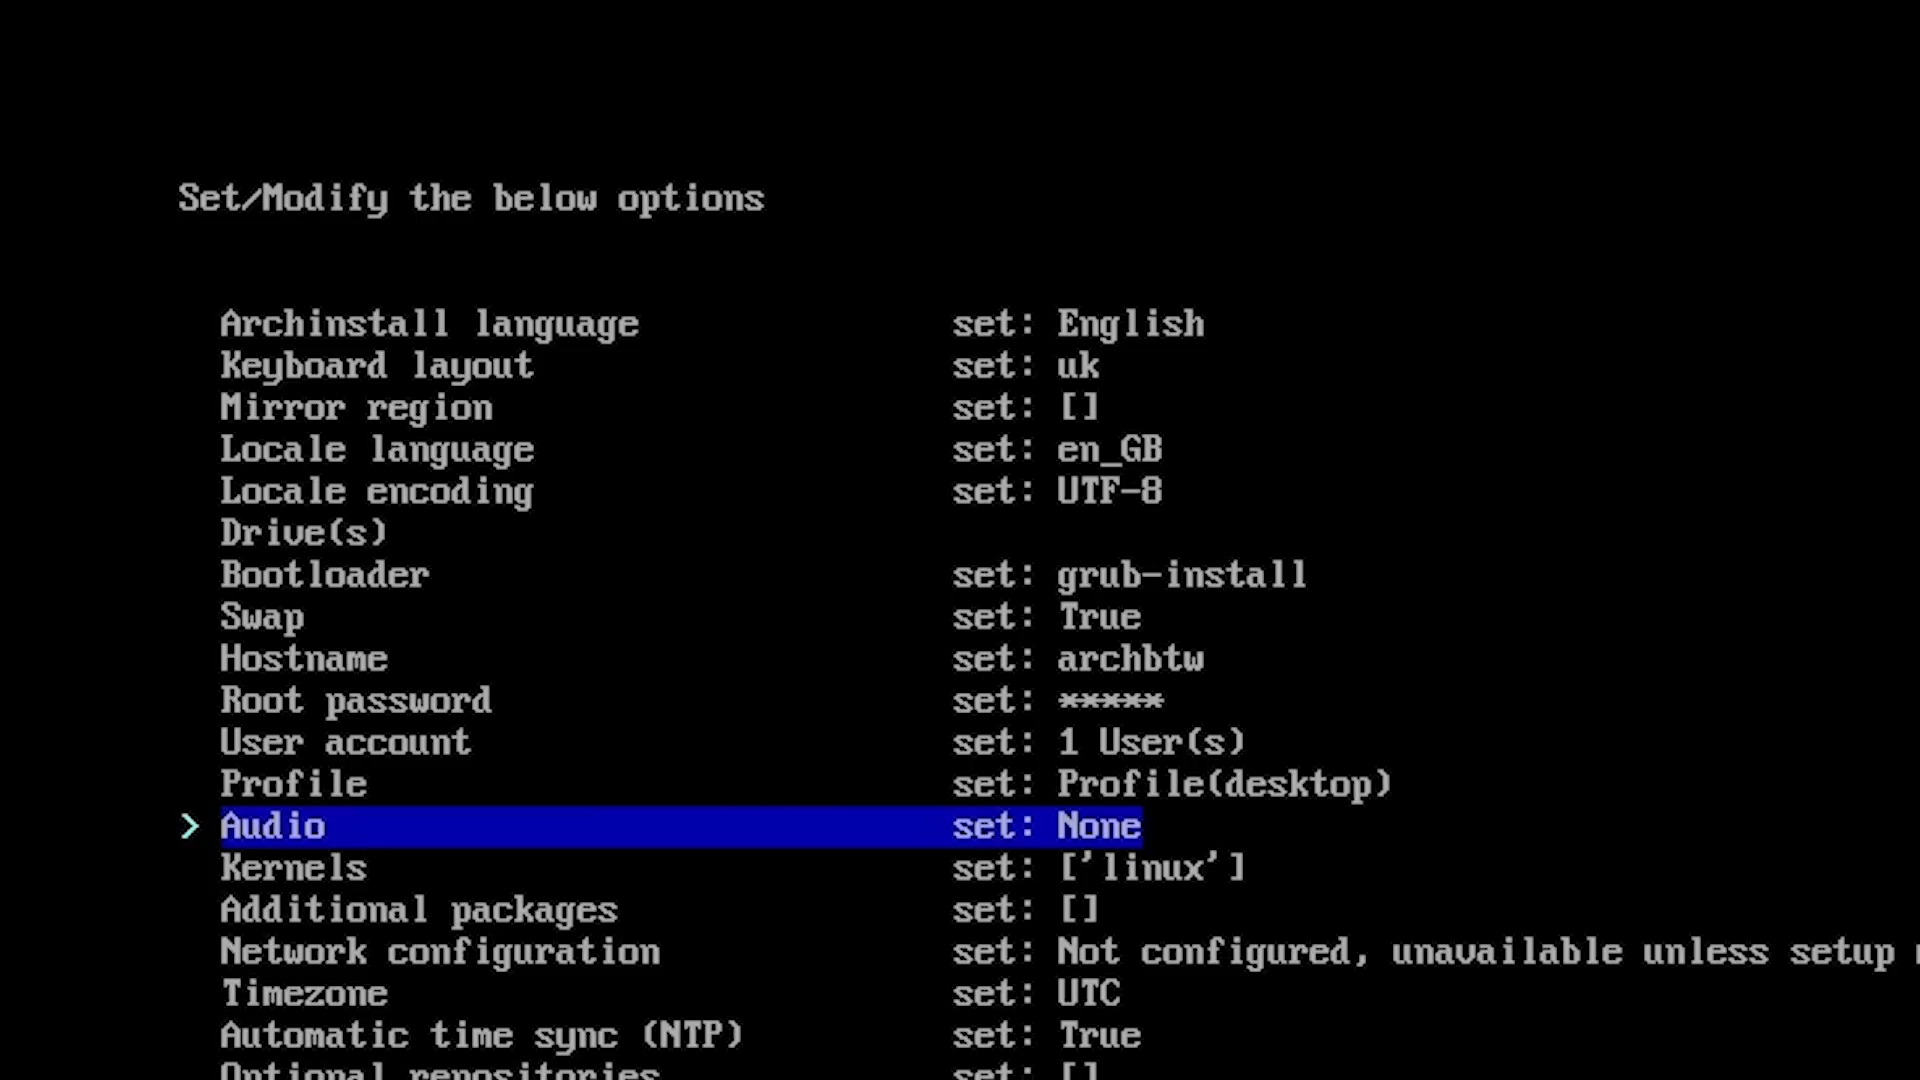 Set/Modify the below options
Archinstall language set: English
Keyboard layout set: uk
Mirror region set: []
Locale language set: en_GB
Locale encoding set: UTF-8
Drive(s)
Bootloader set: grub-install
Swap set: True
Hostname set: archbtw
Root password set: *****
User account set: 1 User(s)
Profile set: Profile(desktop)
> Audio set: None
Kernels set: ['linux']
Additional packages set: []
Network configuration set: Not configured, unavailable unless setup
Timezone set: UTC
Automatic time sync (NTP) set: True
Optional repositories set: []